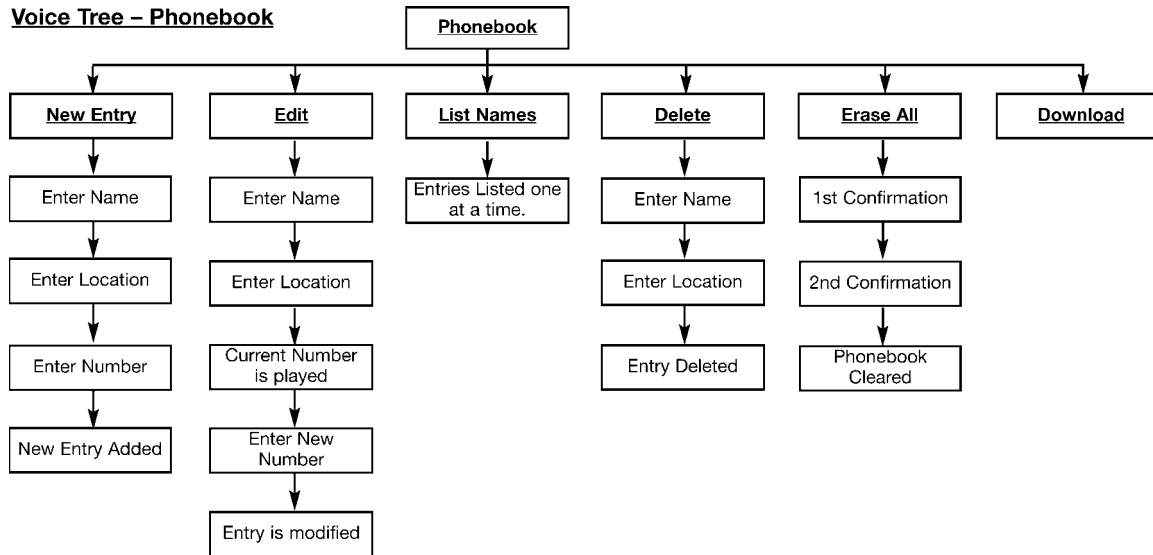 Voice Tree – Phonebook
Phonebook
New Entry
Edit
List Names
Delete
Erase All
Download
Enter Name
Enter Name
Entries Listed one
at a time.
Enter Name
1st Confirmation
Enter Location
Enter Location
Enter Location
2nd Confirmation
Enter Number
Current Number
is played
Entry Deleted
Phonebook
Cleared
New Entry Added
Enter New
Number
Entry is modified